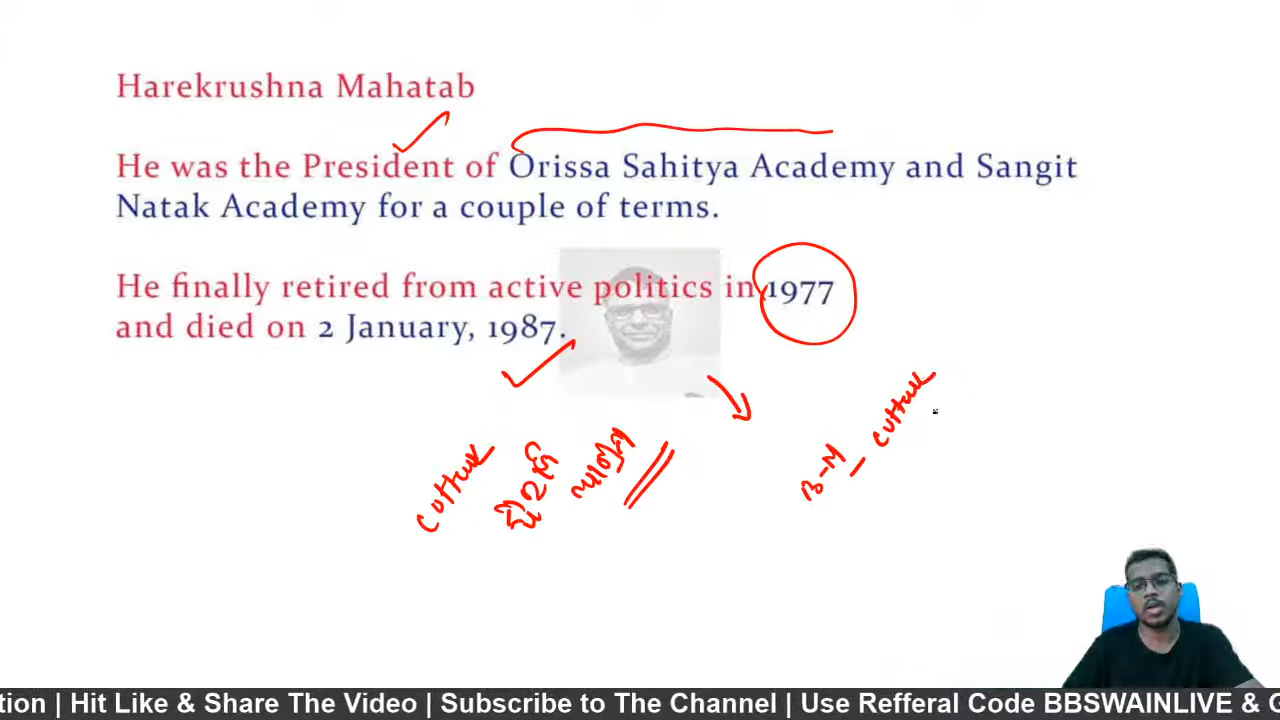 Harekrushna Mahatab
He was the President of Orissa Sahitya Academy and Sangit
Natak Academy for a couple of terms.
He finally retired from active politics in 1977
and died on 2 January, 1987.
Cuttuk
B-M_ Cuttuk
tion | Hit Like & Share The Video | Subscribe to The Channel | Use Refferal Code BBSWAINLIVE & C